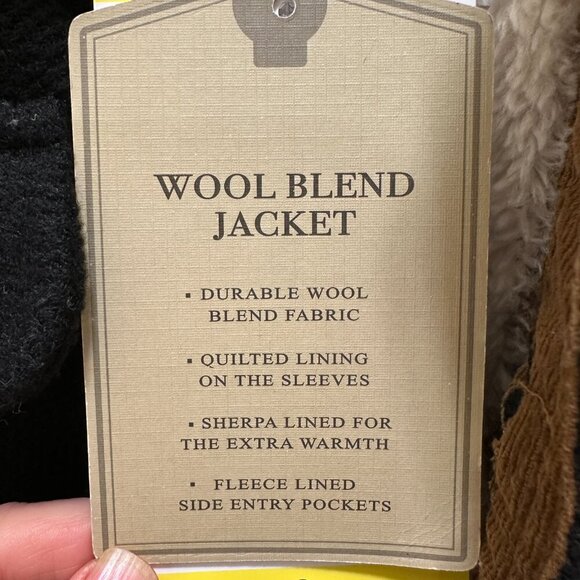 WOOL BLEND
JACKET
▪ DURABLE WOOL
BLEND FABRIC
▪ QUILTED LINING
ON THE SLEEVES
▪ SHERPA LINED FOR
THE EXTRA WARMTH
▪ FLEECE LINED
SIDE ENTRY POCKETS